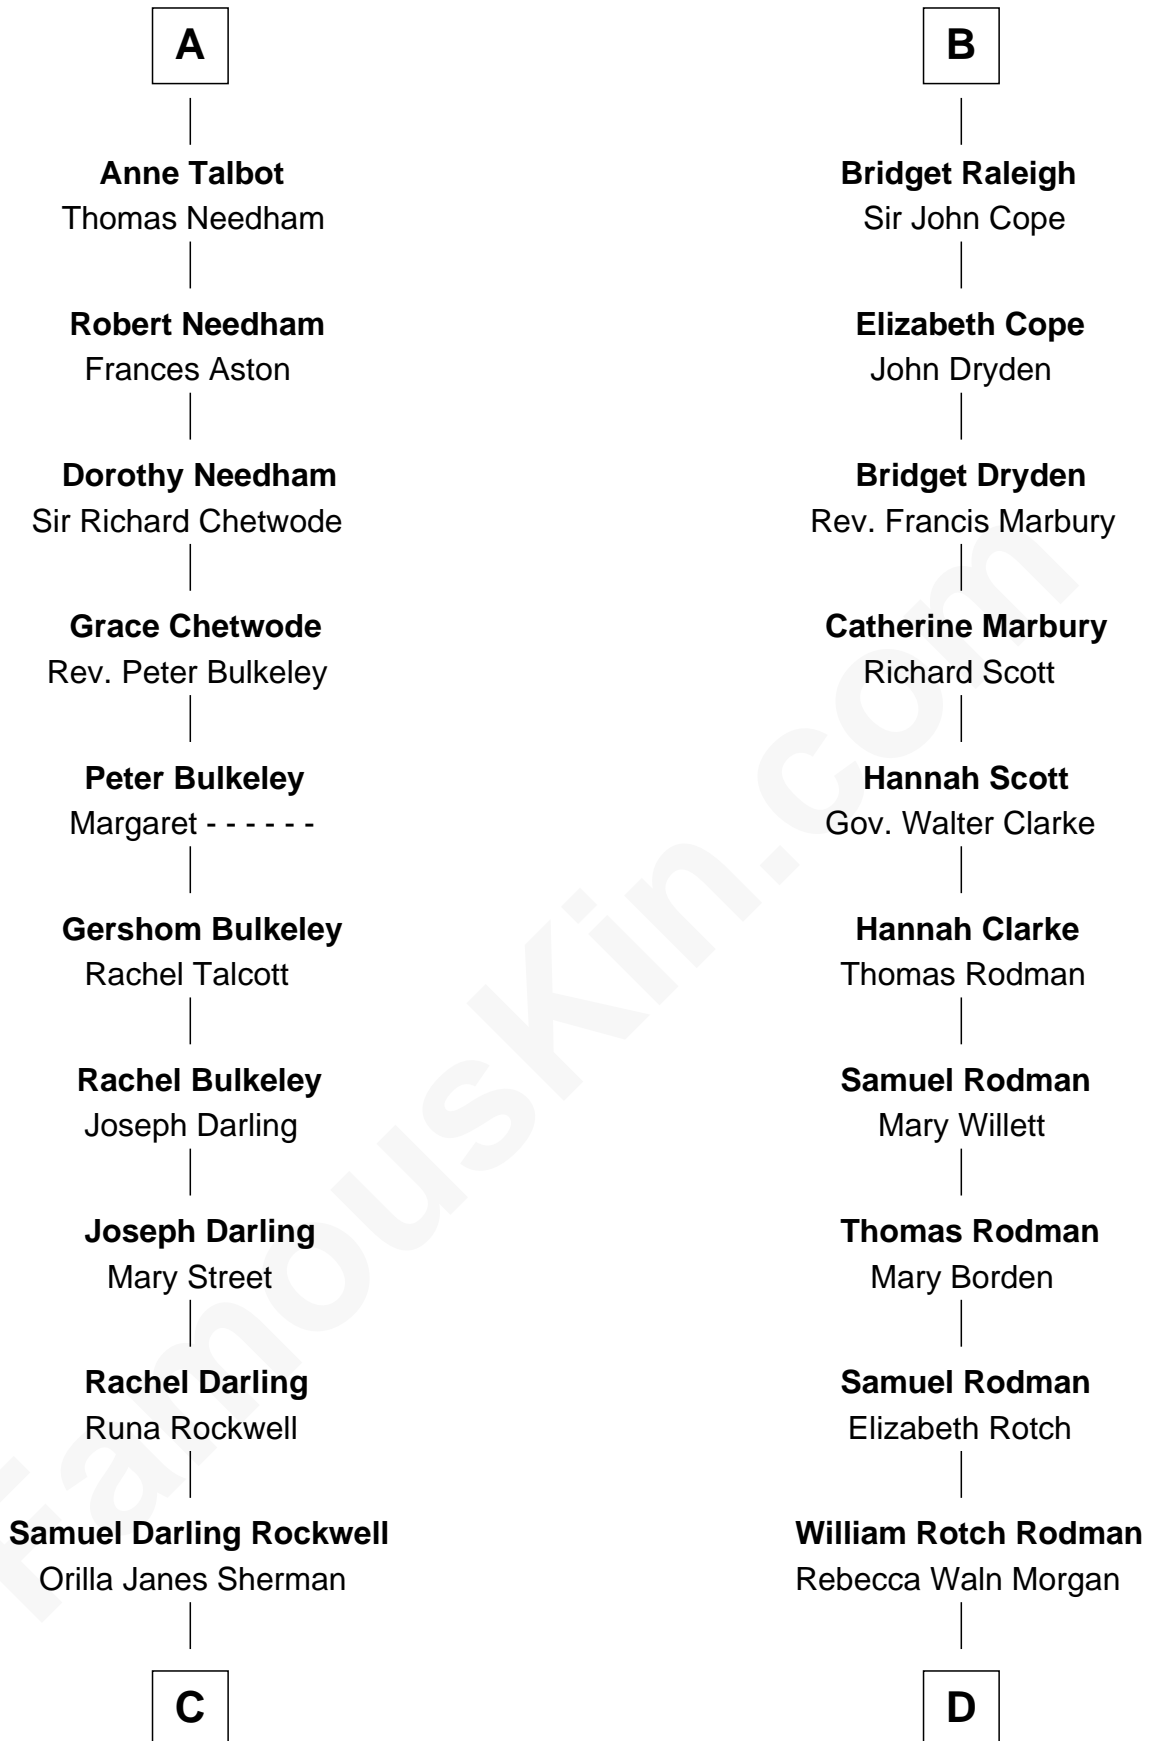 A
Anne Talbot
Thomas Needham
Robert Needham
Frances Aston
Dorothy Needham
Sir Richard Chetwode
Grace Chetwode
Rev. Peter Bulkeley
Peter Bulkeley
Margaret - - - - - -
Gershom Bulkeley
Rachel Talcott
Rachel Bulkeley
Joseph Darling
Joseph Darling
Mary Street
Rachel Darling
Runa Rockwell
Samuel Darling Rockwell
Orilla Janes Sherman
C
B
Bridget Raleigh
Sir John Cope
Elizabeth Cope
John Dryden
Bridget Dryden
Rev. Francis Marbury
Catherine Marbury
Richard Scott
Hannah Scott
Gov. Walter Clarke
Hannah Clarke
Thomas Rodman
Samuel Rodman
Mary Willett
Thomas Rodman
Mary Borden
Samuel Rodman
Elizabeth Rotch
William Rotch Rodman
Rebecca Waln Morgan
D
FamousKin.com